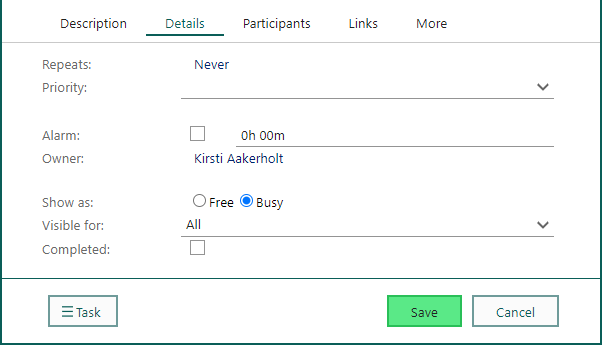 Description Details Participants Links More
Repeats: Never
Priority:
Alarm: 0h 00m
Owner: Kirsti Aakerholt
Show as: Free Busy
Visible for: All
Completed:
Task Save Cancel